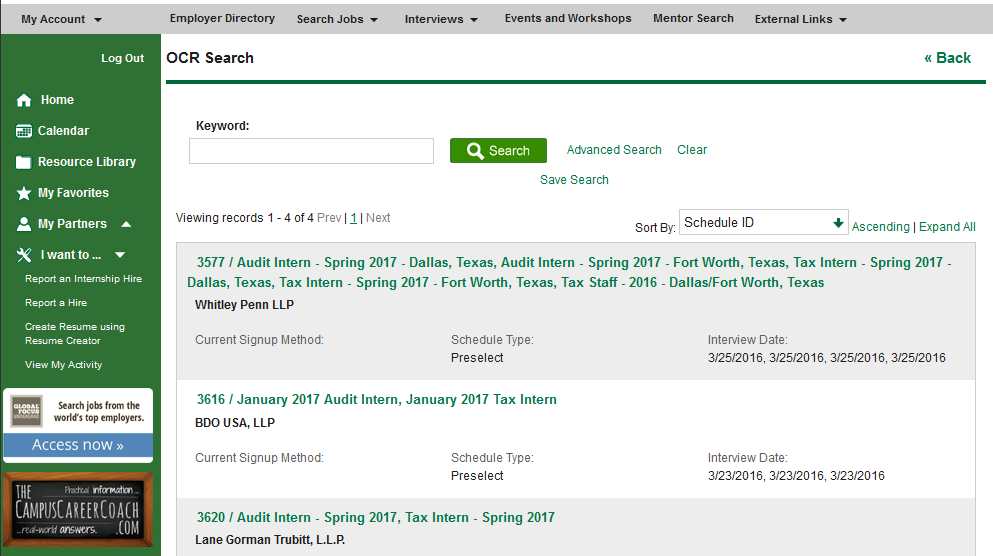 My Account
Employer Directory
Search Jobs
Interviews
Events and Workshops
Mentor Search
External Links
Log Out
Home
Calendar
Resource Library
My Favorites
My Partners
I want to ...
Report an Internship Hire
Report a Hire
Create Resume using
Resume Creator
View My Activity
GLOBAL
FOCUS
Search jobs from the
world's top employers.
Access now »
Practical information...
THE
CAMPUSCAREERCOACH
.COM
...real-world answers.
OCR Search
« Back
Keyword:
Search
Advanced Search
Clear
Save Search
Viewing records 1 - 4 of 4 Prev | 1 | Next
Sort By: Schedule ID
Ascending | Expand All
3577 / Audit Intern - Spring 2017 - Dallas, Texas, Audit Intern - Spring 2017 - Fort Worth, Texas, Tax Intern - Spring 2017 -
Dallas, Texas, Tax Intern - Spring 2017 - Fort Worth, Texas, Tax Staff - 2016 - Dallas/Fort Worth, Texas
Whitley Penn LLP
Current Signup Method:
Schedule Type:
Preselect
Interview Date:
3/25/2016, 3/25/2016, 3/25/2016, 3/25/2016
3616 / January 2017 Audit Intern, January 2017 Tax Intern
BDO USA, LLP
Current Signup Method:
Schedule Type:
Preselect
Interview Date:
3/23/2016, 3/23/2016, 3/23/2016
3620 / Audit Intern - Spring 2017, Tax Intern - Spring 2017
Lane Gorman Trubitt, L.L.P.